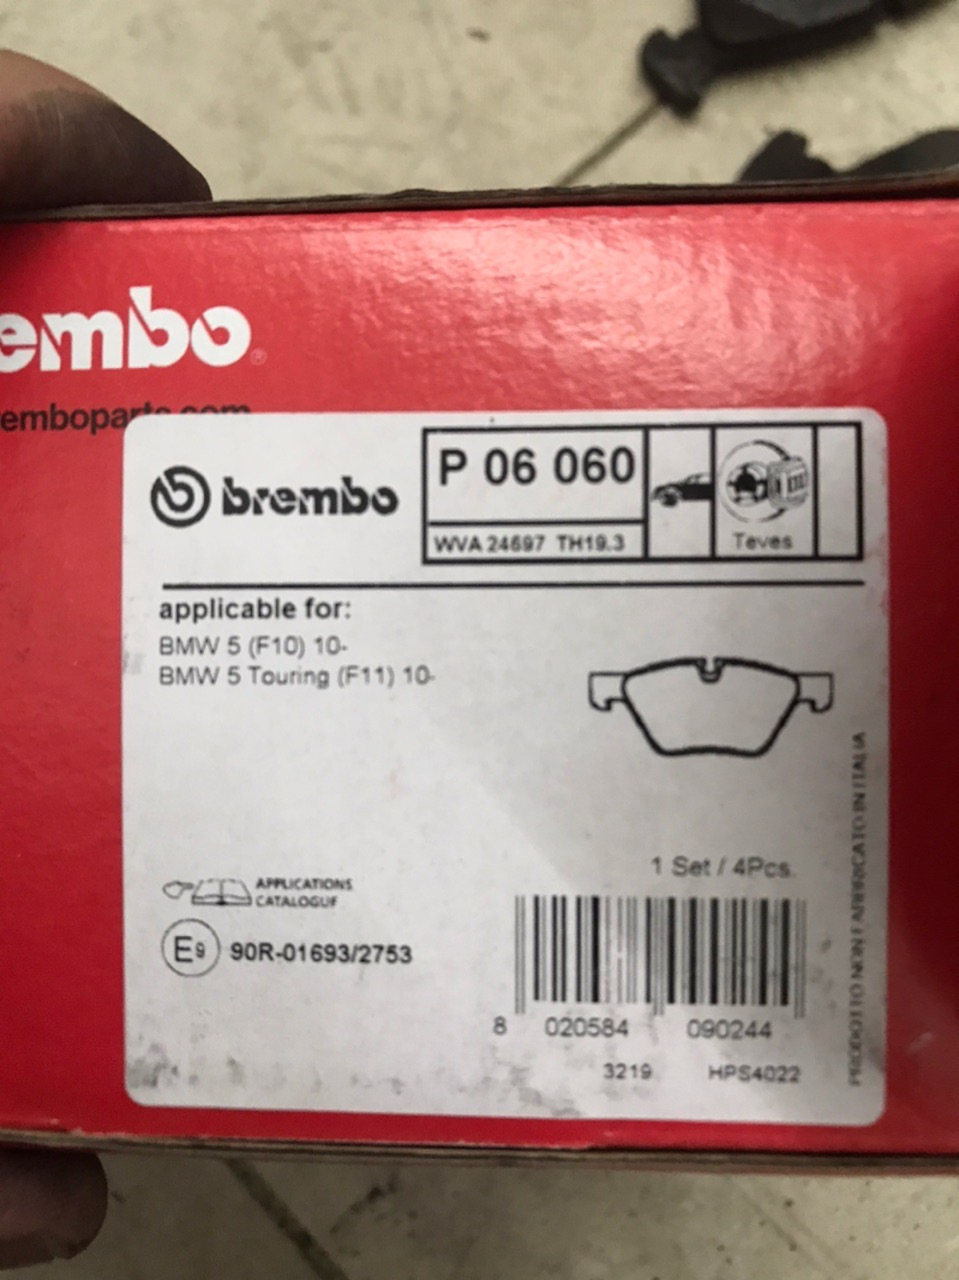 embo®
emboparts.com
brembo
P 06 060
WVA 24697 TH19.3
Teves
applicable for:
BMW 5 (F10) 10-
BMW 5 Touring (F11) 10-
1 Set / 4Pcs.
APPLICATIONS
CATALOGUE
E9 90R-01693/2753
8 020584 090244
3219 HPS4022
PRODOTTO NON FABBRICATO IN ITALIA